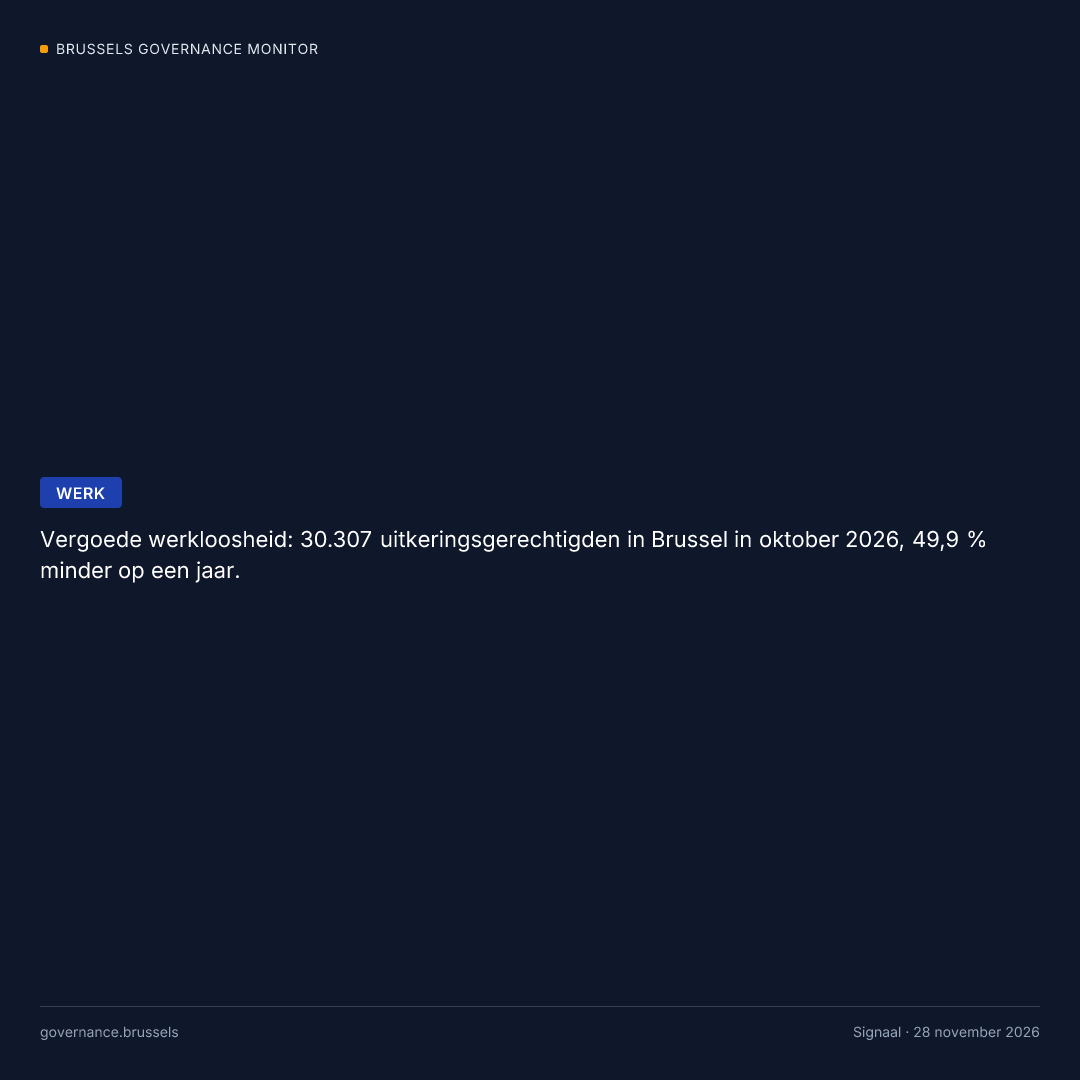 BRUSSELS GOVERNANCE MONITOR
WERK
Vergoede werkloosheid: 30.307 uitkeringsgerechtigden in Brussel in oktober 2026, 49,9 %
minder op een jaar.
governance.brussels
Signaal · 28 november 2026